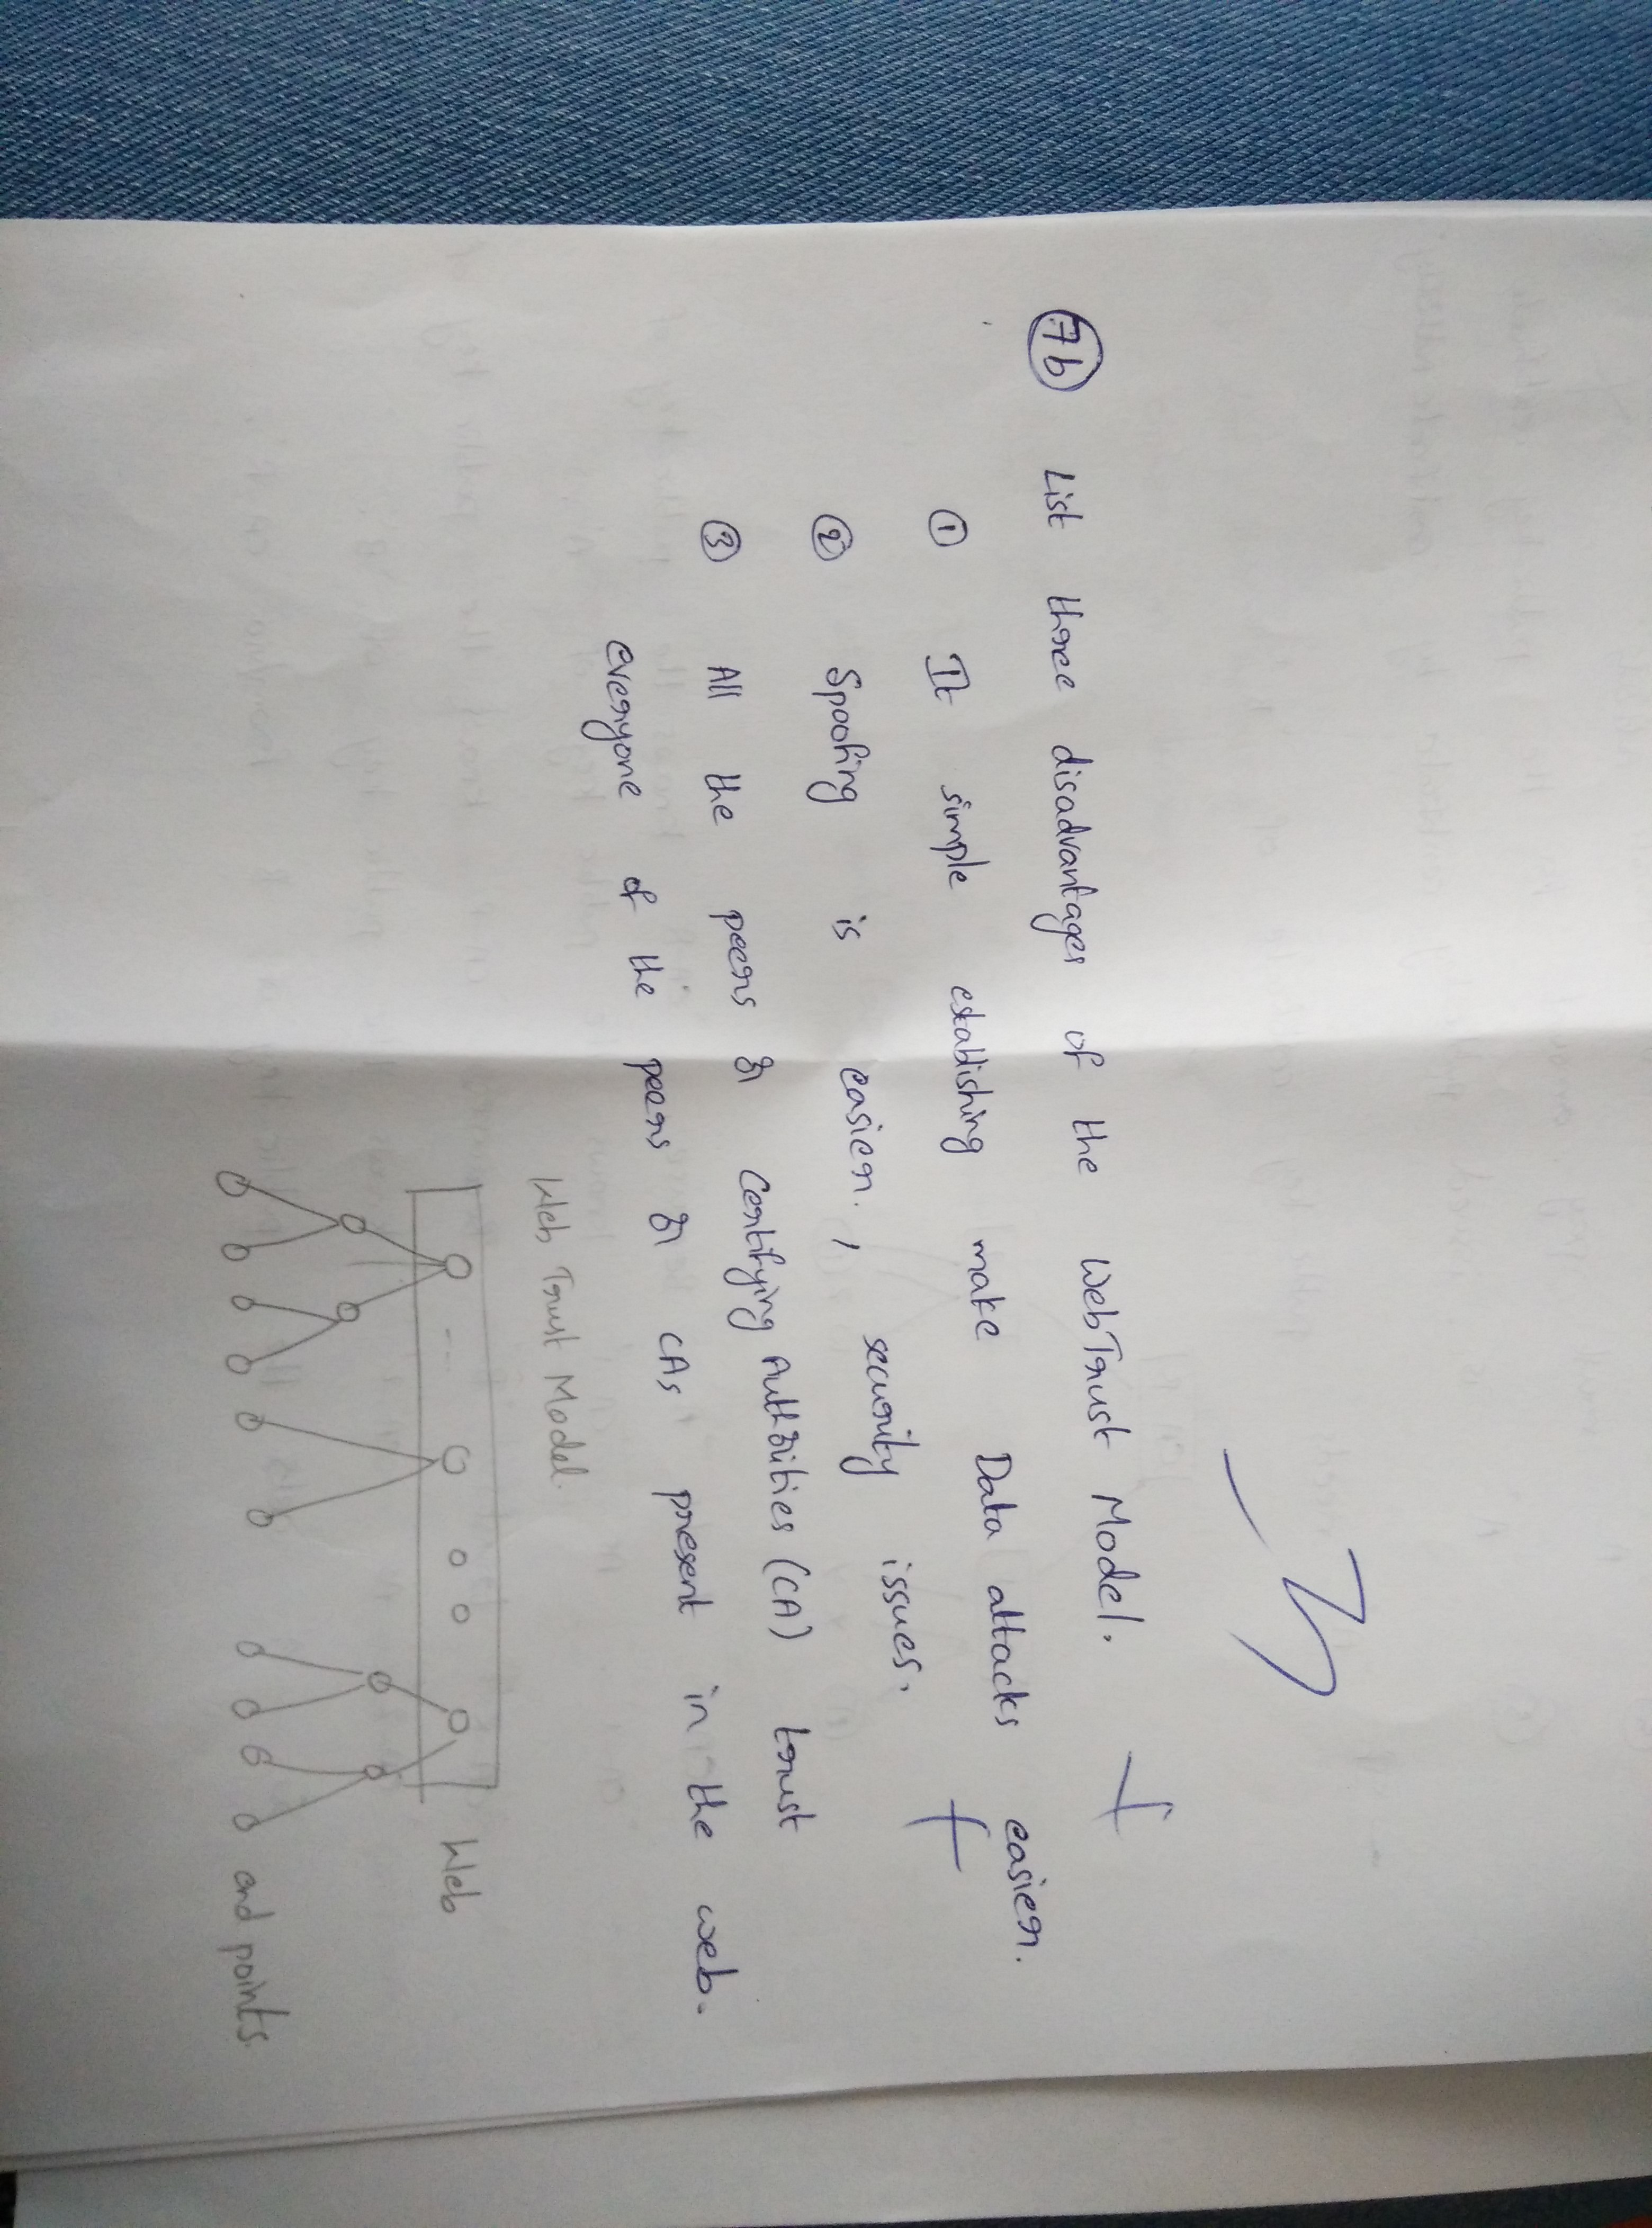 7b List three disadvantages of the WebTrust Model.
① It simple establishing make Data attacks easier.
② Spoofing is easier., security issues.
③ All the peers or Certifying Authorities (CA) trust
everyone of the peers or CAs present in the web.
Web Trust Model.
Web
end points.